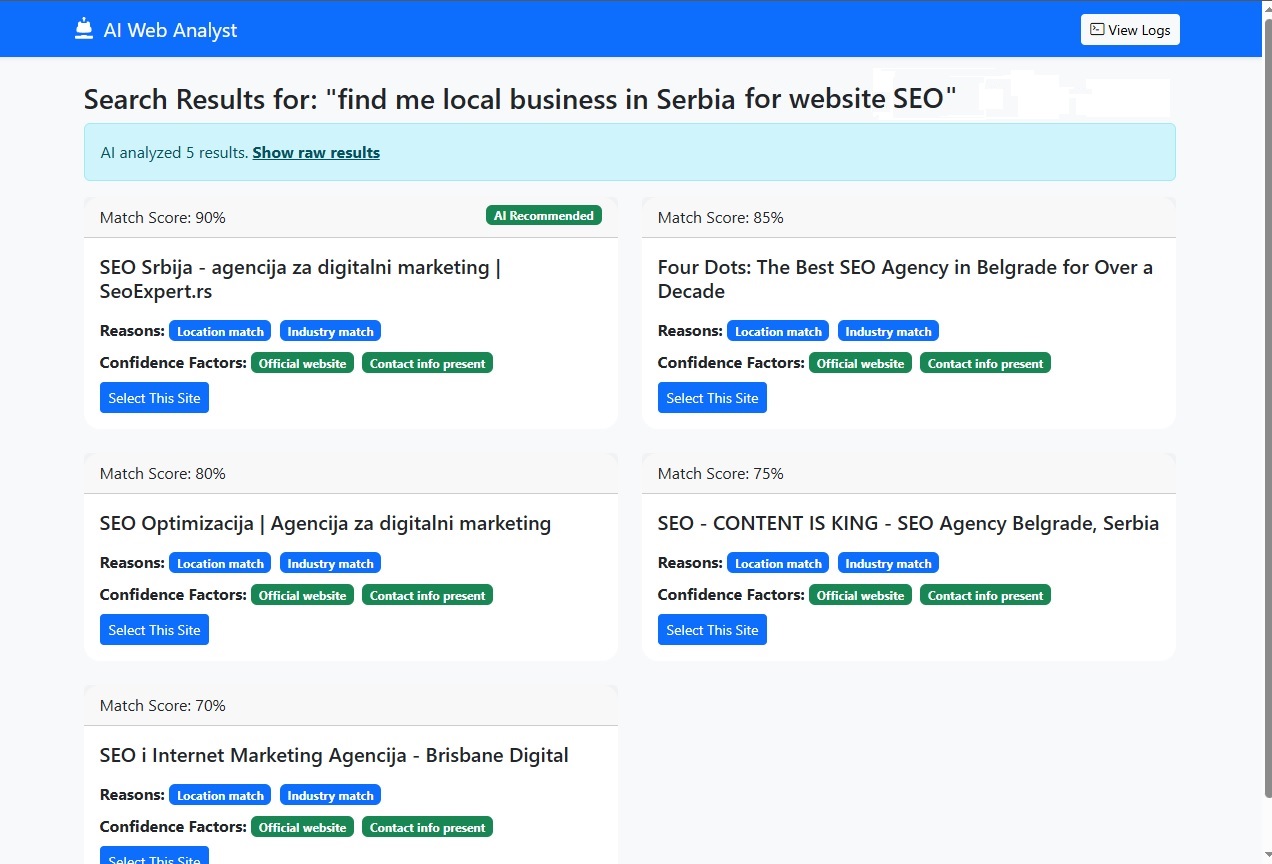 AI Web Analyst
View Logs
Search Results for: "find me local business in Serbia for website SEO"
AI analyzed 5 results. Show raw results
Match Score: 90%
AI Recommended
SEO Srbija - agencija za digitalni marketing |
SeoExpert.rs
Reasons: Location match Industry match
Confidence Factors: Official website Contact info present
Select This Site
Match Score: 85%
Four Dots: The Best SEO Agency in Belgrade for Over a
Decade
Reasons: Location match Industry match
Confidence Factors: Official website Contact info present
Select This Site
Match Score: 80%
SEO Optimizacija | Agencija za digitalni marketing
Reasons: Location match Industry match
Confidence Factors: Official website Contact info present
Select This Site
Match Score: 75%
SEO - CONTENT IS KING - SEO Agency Belgrade, Serbia
Reasons: Location match Industry match
Confidence Factors: Official website Contact info present
Select This Site
Match Score: 70%
SEO i Internet Marketing Agencija - Brisbane Digital
Reasons: Location match Industry match
Confidence Factors: Official website Contact info present
Select This Site